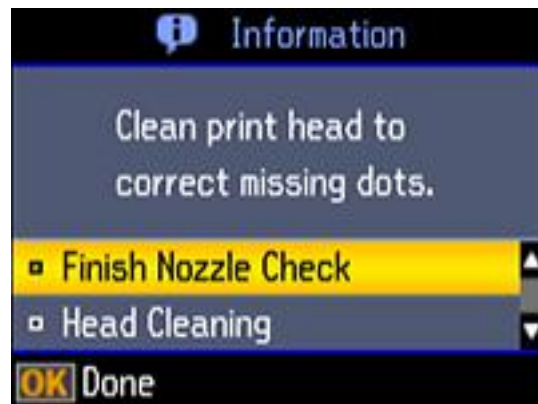 Information
Clean print head to
correct missing dots.
Finish Nozzle Check
Head Cleaning
OK Done